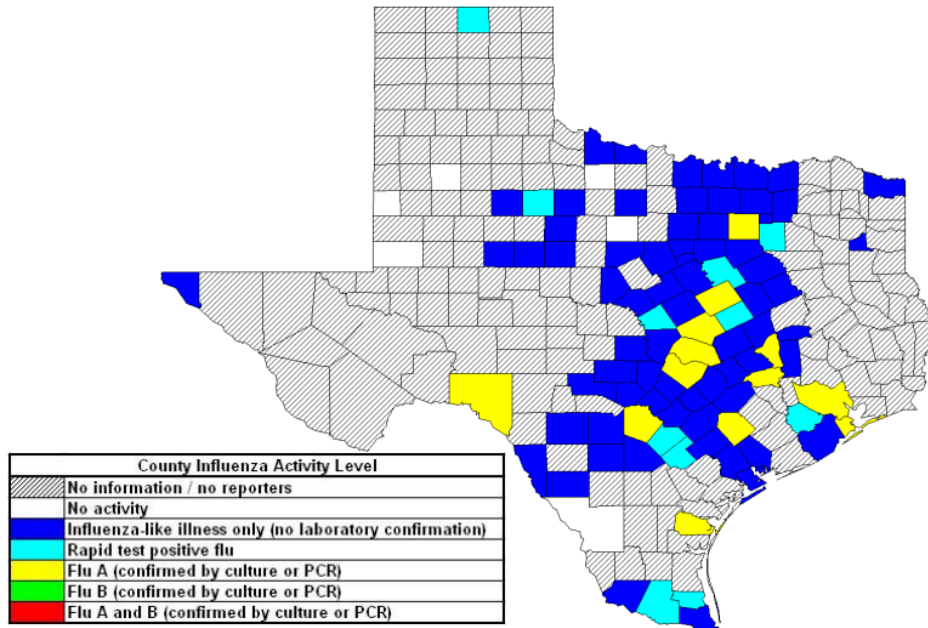 County Influenza Activity Level
No information / no reporters
No activity
Influenza-like illness only (no laboratory confirmation)
Rapid test positive flu
Flu A (confirmed by culture or PCR)
Flu B (confirmed by culture or PCR)
Flu A and B (confirmed by culture or PCR)